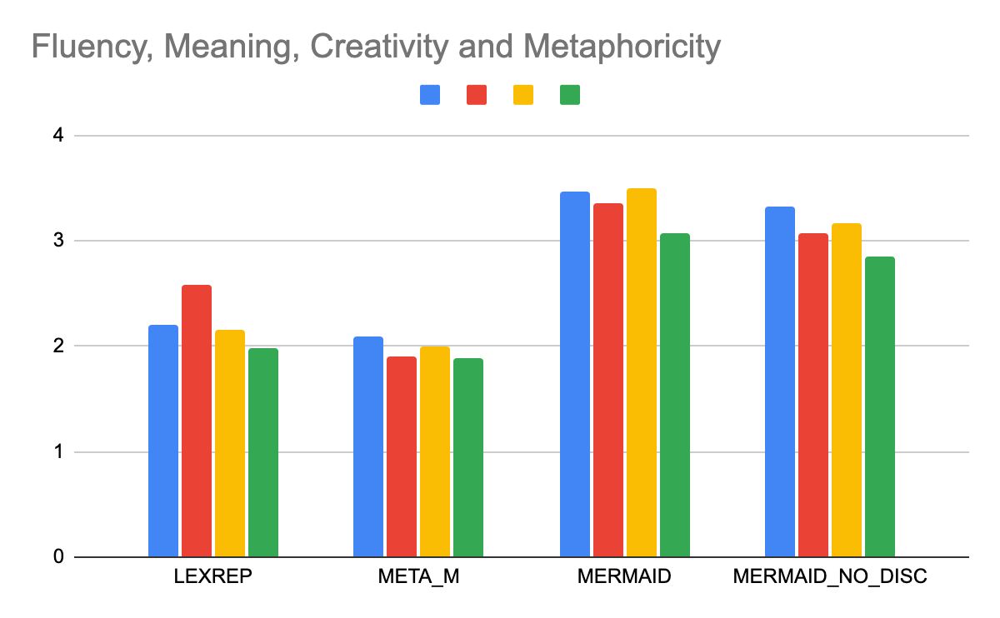 Fluency, Meaning, Creativity and Metaphoricity
4
3
2
1
0
LEXREP META_M MERMAID MERMAID_NO_DISC